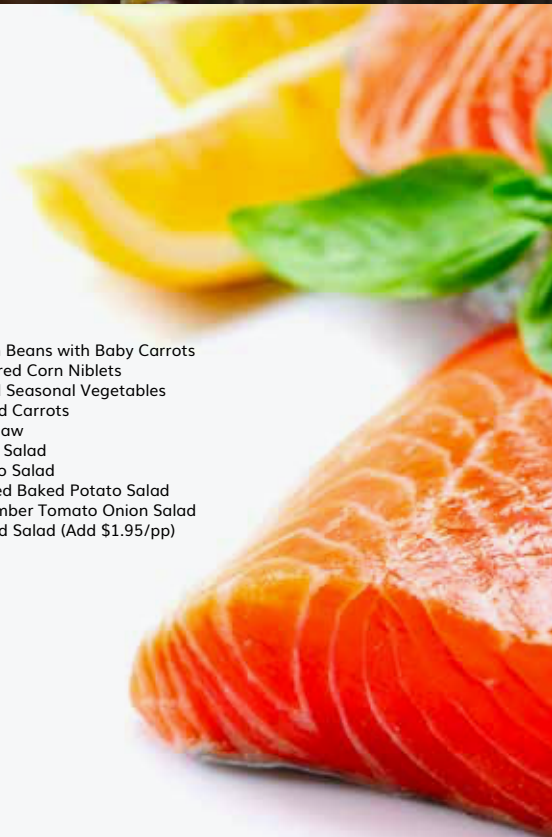 Beans with Baby Carrots
Corn Niblets
Seasonal Vegetables
Carrots
Salad
Salad
Baked Potato Salad
Tomato Onion Salad
Salad (Add $1.95/pp)